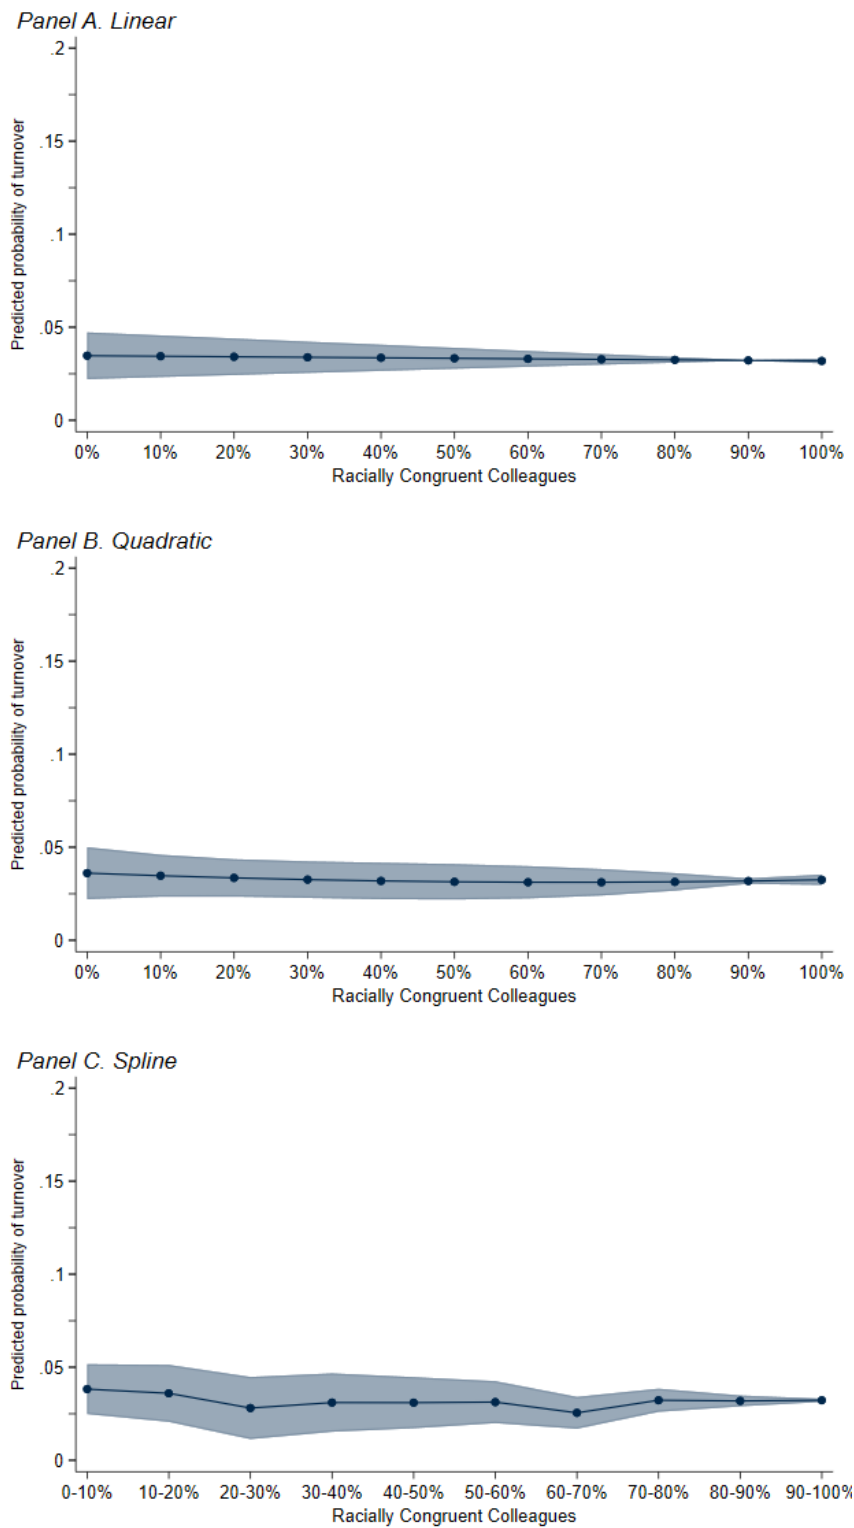 Panel A. Linear
.2
.15
.1
.05
0
Predicted probability of turnover
0% 10% 20% 30% 40% 50% 60% 70% 80% 90% 100%
Racially Congruent Colleagues
Panel B. Quadratic
.2
.15
.1
.05
0
Predicted probability of turnover
0% 10% 20% 30% 40% 50% 60% 70% 80% 90% 100%
Racially Congruent Colleagues
Panel C. Spline
.2
.15
.1
.05
0
Predicted probability of turnover
0-10% 10-20% 20-30% 30-40% 40-50% 50-60% 60-70% 70-80% 80-90% 90-100%
Racially Congruent Colleagues